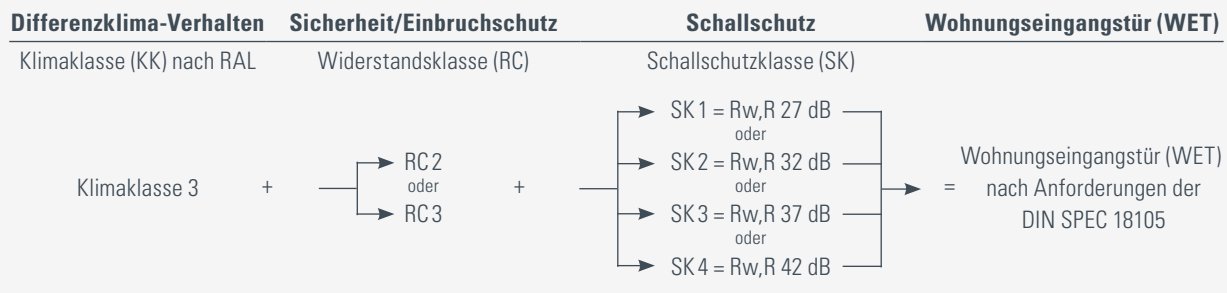 Differenzklima-Verhalten Sicherheit/Einbruchschutz Schallschutz Wohnungseingangstür (WET)
Klimaklasse (KK) nach RAL Widerstandsklasse (RC) Schallschutzklasse (SK)
Klimaklasse 3 +
RC 2
oder
RC 3
+
SK 1 = Rw,R 27 dB
oder
SK 2 = Rw,R 32 dB
oder
SK 3 = Rw,R 37 dB
oder
SK 4 = Rw,R 42 dB
=
Wohnungseingangstür (WET)
nach Anforderungen der
DIN SPEC 18105